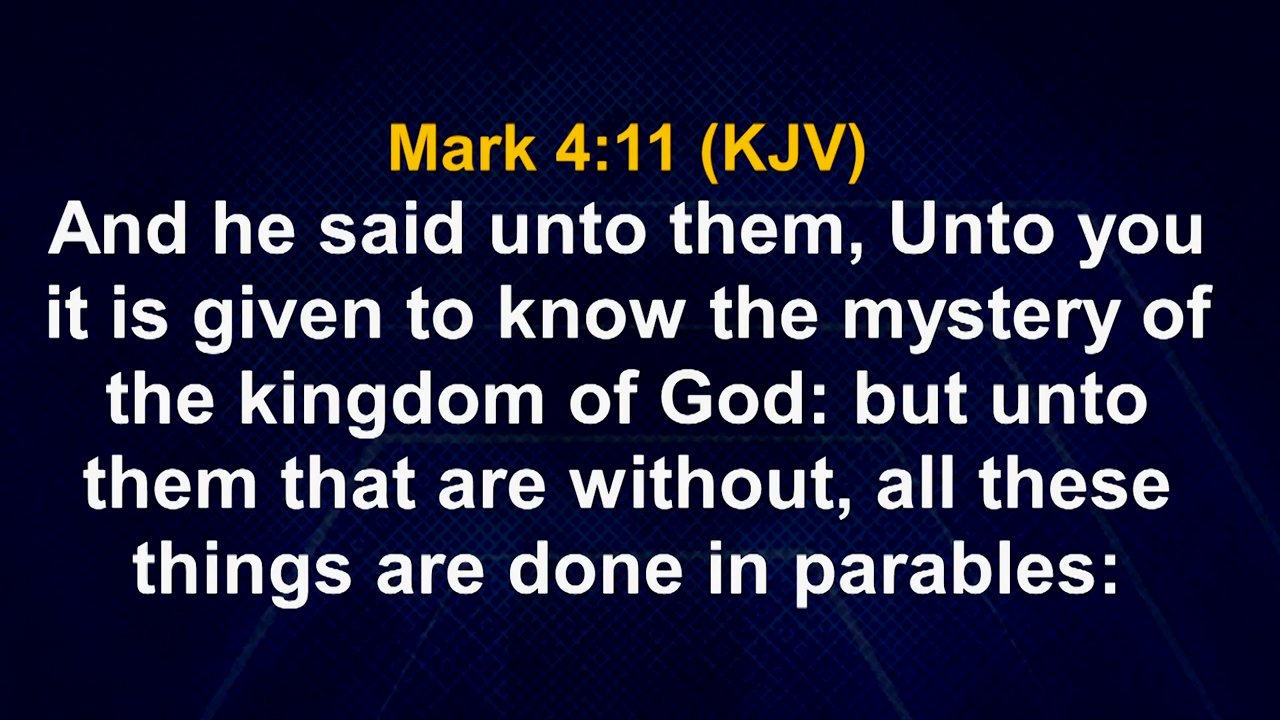 Mark 4:11 (KJV)
And he said unto them, Unto you
it is given to know the mystery of
the kingdom of God: but unto
them that are without, all these
things are done in parables: